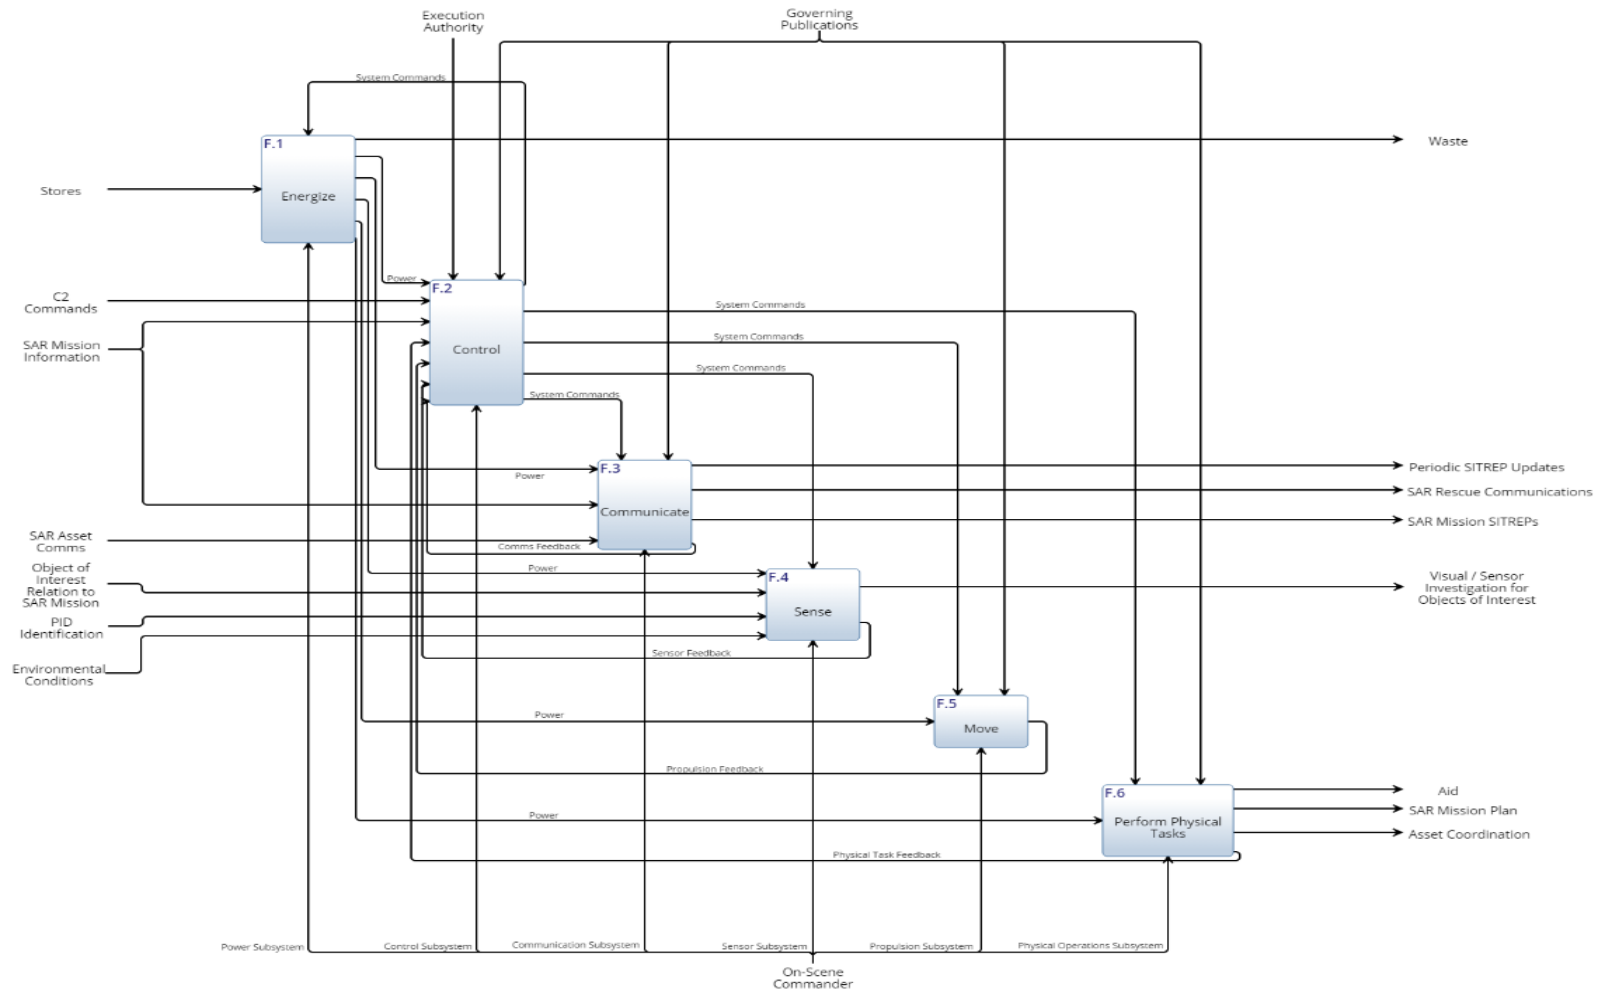 Execution
Authority
Governing
Publications
System Commands
F.1
Energize
Waste
Stores
Power
F.2
Control
C2
Commands
SAR Mission
Information
System Commands
System Commands
System Commands
System Commands
F.3
Communicate
Power
Periodic SITREP Updates
SAR Rescue Communications
SAR Mission SITREPs
SAR Asset
Comms
Comms Feedback
Object of
Interest
Relation to
SAR Mission
Power
F.4
Sense
Visual / Sensor
Investigation for
Objects of Interest
PID
Identification
Environmental
Conditions
Sensor Feedback
F.5
Move
Power
Propulsion Feedback
F.6
Perform Physical
Tasks
Power
Aid
SAR Mission Plan
Asset Coordination
Physical Task Feedback
Power Subsystem
Control Subsystem
Communication Subsystem
Sensor Subsystem
Propulsion Subsystem
Physical Operations Subsystem
On-Scene
Commander